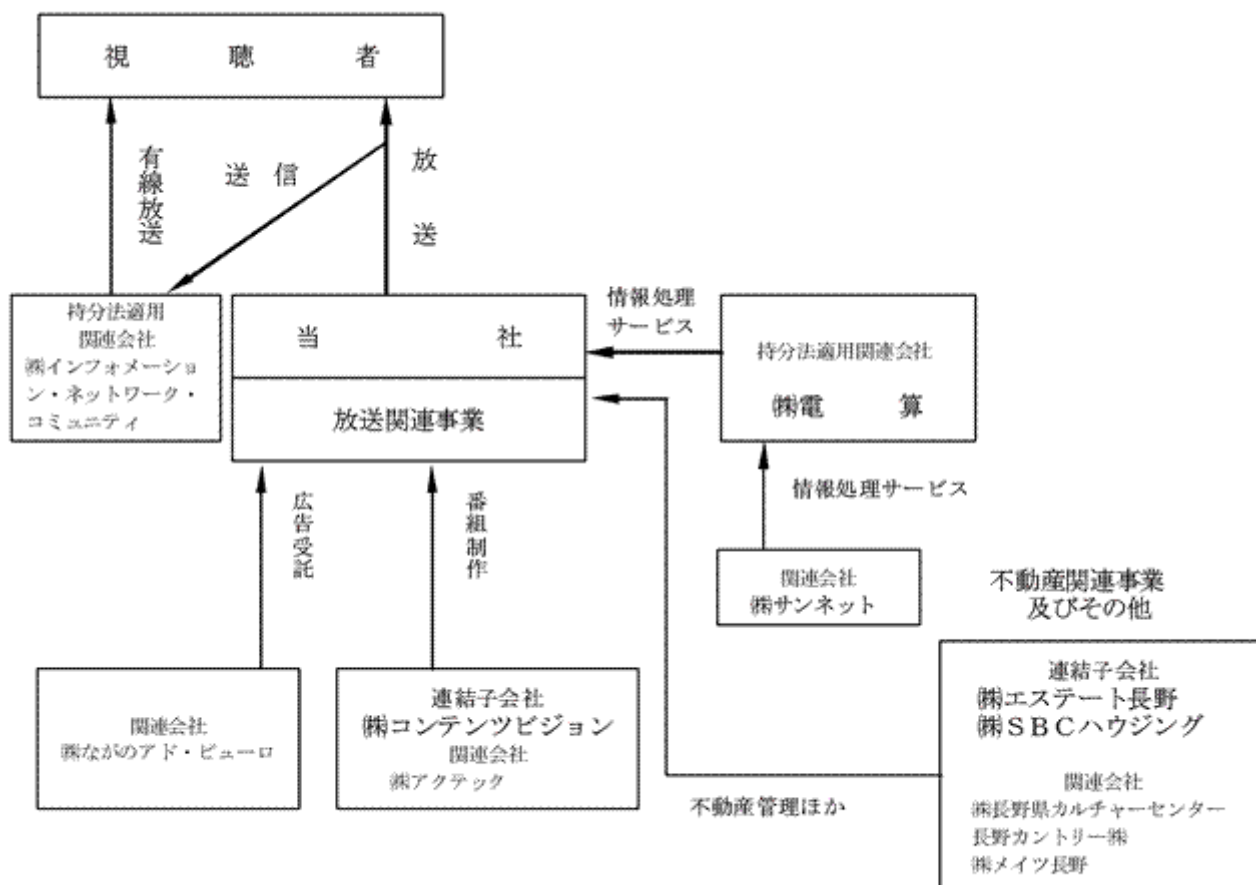 視聴者
有線放送
送信
放送
持分法適用
関連会社
㈱インフォメーショ
ン・ネットワーク・
コミュニティ
当社
放送関連事業
情報処理
サービス
持分法適用関連会社
㈱電算
情報処理サービス
関連会社
㈱サンネット
広告受託
番組制作
関連会社
㈱ながのアド・ビューロ
連結子会社
㈱コンテンツビジョン
関連会社
㈱アクテック
不動産関連事業
及びその他
連結子会社
㈱エステート長野
㈱SBCハウジング
関連会社
㈱長野県カルチャーセンター
長野カントリー㈱
㈱メイツ長野
不動産管理ほか